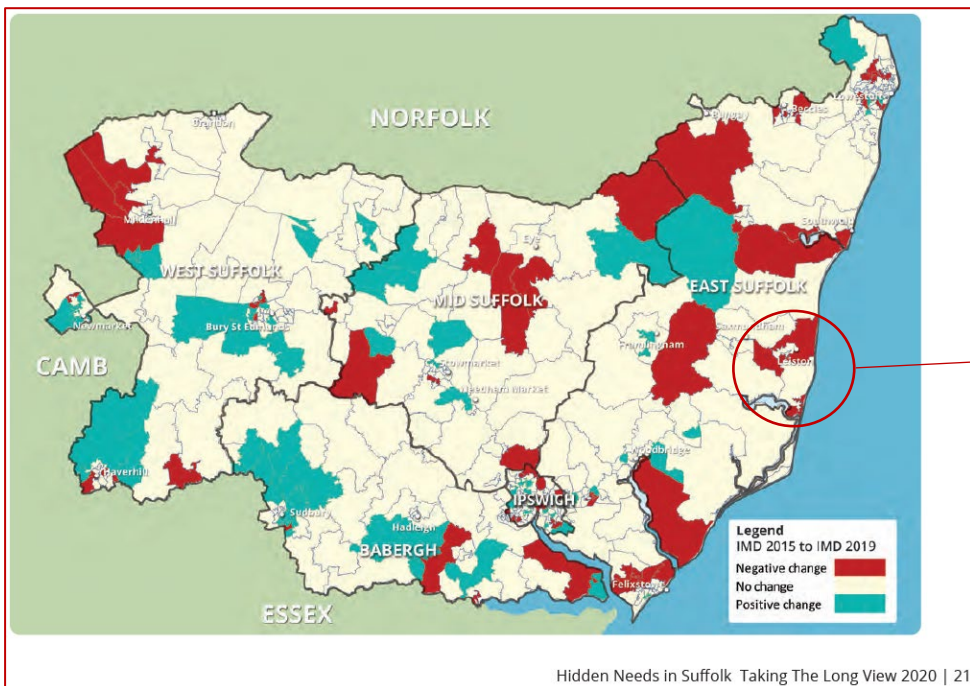 NORFOLK
Brandon
Lowestoft
Beccles
Bungay
Mildenhall
Southwold
Eye
WEST SUFFOLK
EAST SUFFOLK
MID SUFFOLK
Newmarket
Bury St Edmunds
Saxmundham
Framlingham
Leiston
CAMB
Stowmarket
Needham Market
Woodbridge
Haverhill
IPSWICH
Sudbury
Hadleigh
BABERGH
Felixstowe
ESSEX
Legend
IMD 2015 to IMD 2019
Negative change
No change
Positive change
Hidden Needs in Suffolk Taking The Long View 2020 | 21